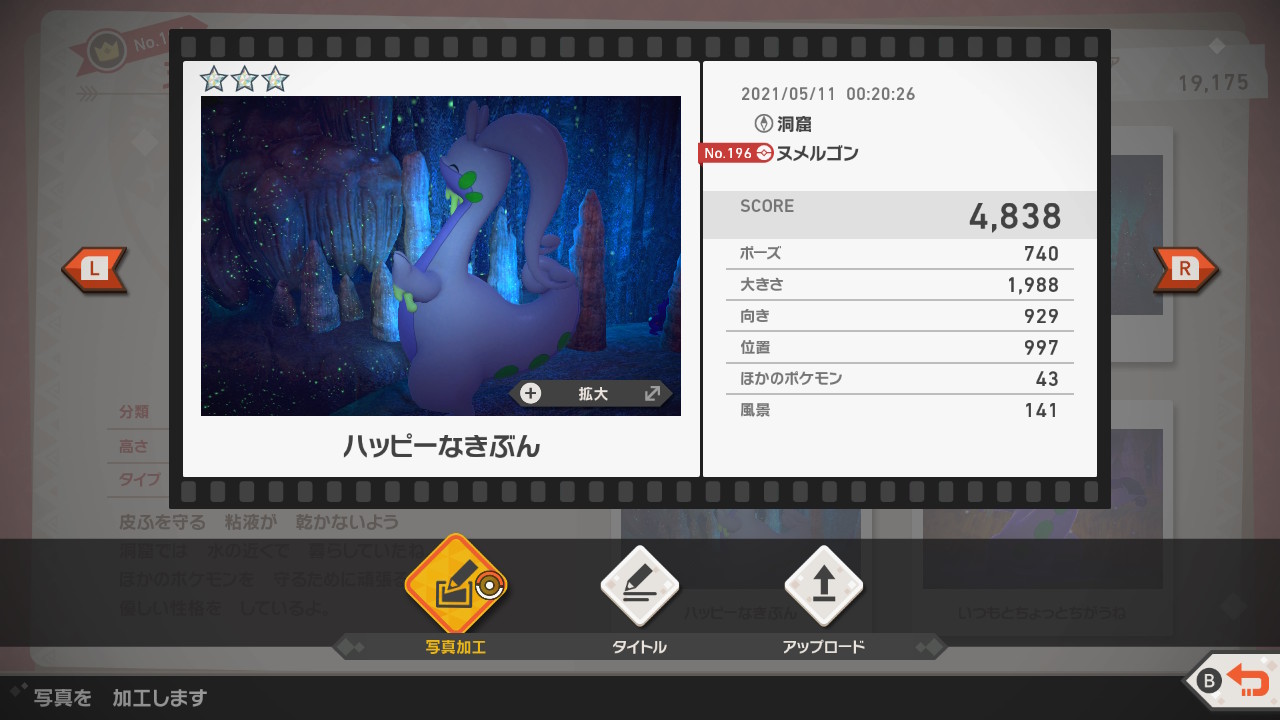 No.1
19,175
2021/05/11 00:20:26
洞窟
No.196 ヌメルゴン
SCORE 4,838
ポーズ 740
大きさ 1,988
向き 929
位置 997
ほかのポケモン 43
風景 141
L
R
拡大
ハッピーなきぶん
分類
高さ
タイプ
皮ふを守る 粘液が 乾かないよう
洞窟では 水の近くで 暮らしていたね
ほかのポケモンを 守るために頑張る
しい性格を しているよ。
ハッピーなきぶん
いつもとちょっとちがうね
写真加工
タイトル
アップロード
写真を 加工します
B